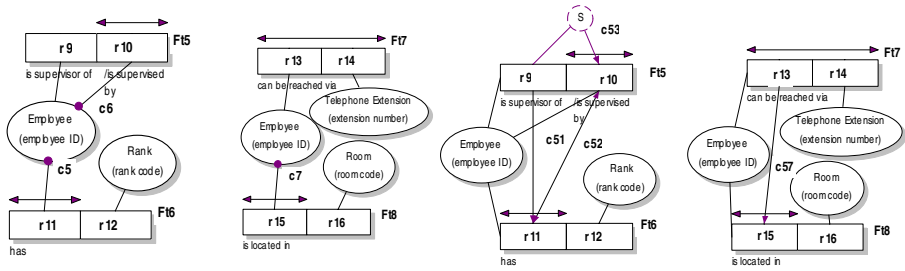 r 9
r 10
Ft5
is supervisor of
/is supervised
by
c6
Employee
(employee ID)
c5
Rank
(rank code)
r 11
r 12
Ft6
has
Ft7
r 13
r 14
can be reached via
Telephone Extension
(extension number)
Employee
(employee ID)
Room
(room code)
c7
r 15
r 16
Ft8
is located in
S
c53
r 9
r 10
Ft5
is supervisor of
/is supervised
by
Employee
(employee ID)
c51
c52
Rank
(rank code)
r 11
r 12
Ft6
has
Ft7
r 13
r 14
can be reached via
Telephone Extension
(extension number)
Employee
(employee ID)
c57
Room
(room code)
r 15
r 16
Ft8
is located in